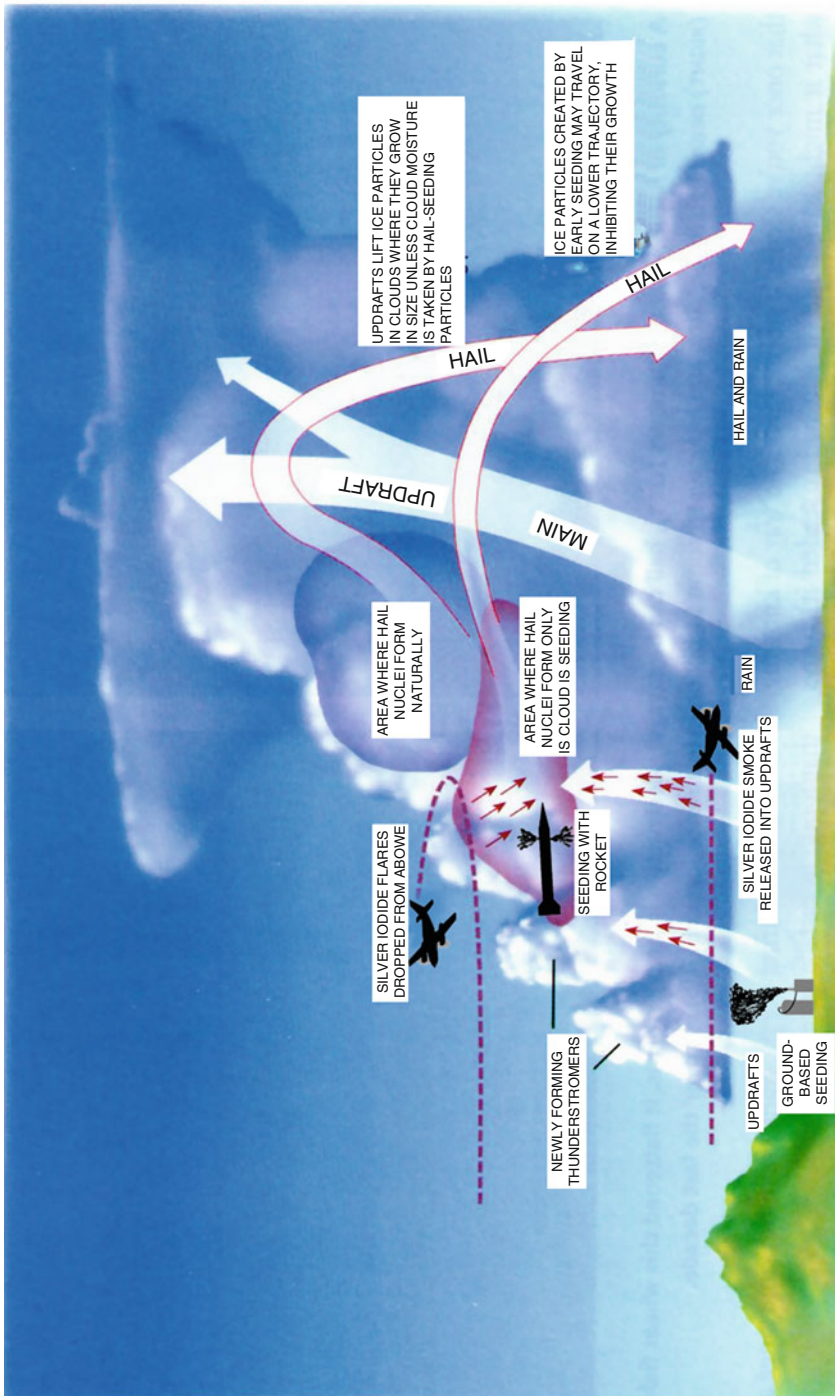 UPDRAFTS LIFT ICE PARTICLES
IN CLOUDS WHERE THEY GROW
IN SIZE UNLESS CLOUD MOISTURE
IS TAKEN BY HAIL-SEEDING
PARTICLES
ICE PARTICLES CREATED BY
EARLY SEEDING MAY TRAVEL
ON A LOWER TRAJECTORY,
INHIBITING THEIR GROWTH
SILVER IODIDE FLARES
DROPPED FROM ABOWE
AREA WHERE HAIL
NUCLEI FORM
NATURALLY
HAIL
UPDRAFT
HAIL
MAIN
NEWLY FORMING
THUNDERSTROMERS
SEEDING WITH
ROCKET
AREA WHERE HAIL
NUCLEI FORM ONLY
IS CLOUD IS SEEDING
UPDRAFTS
GROUND-
BASED
SEEDING
SILVER IODIDE SMOKE
RELEASED INTO UPDRAFTS
RAIN
HAIL AND RAIN